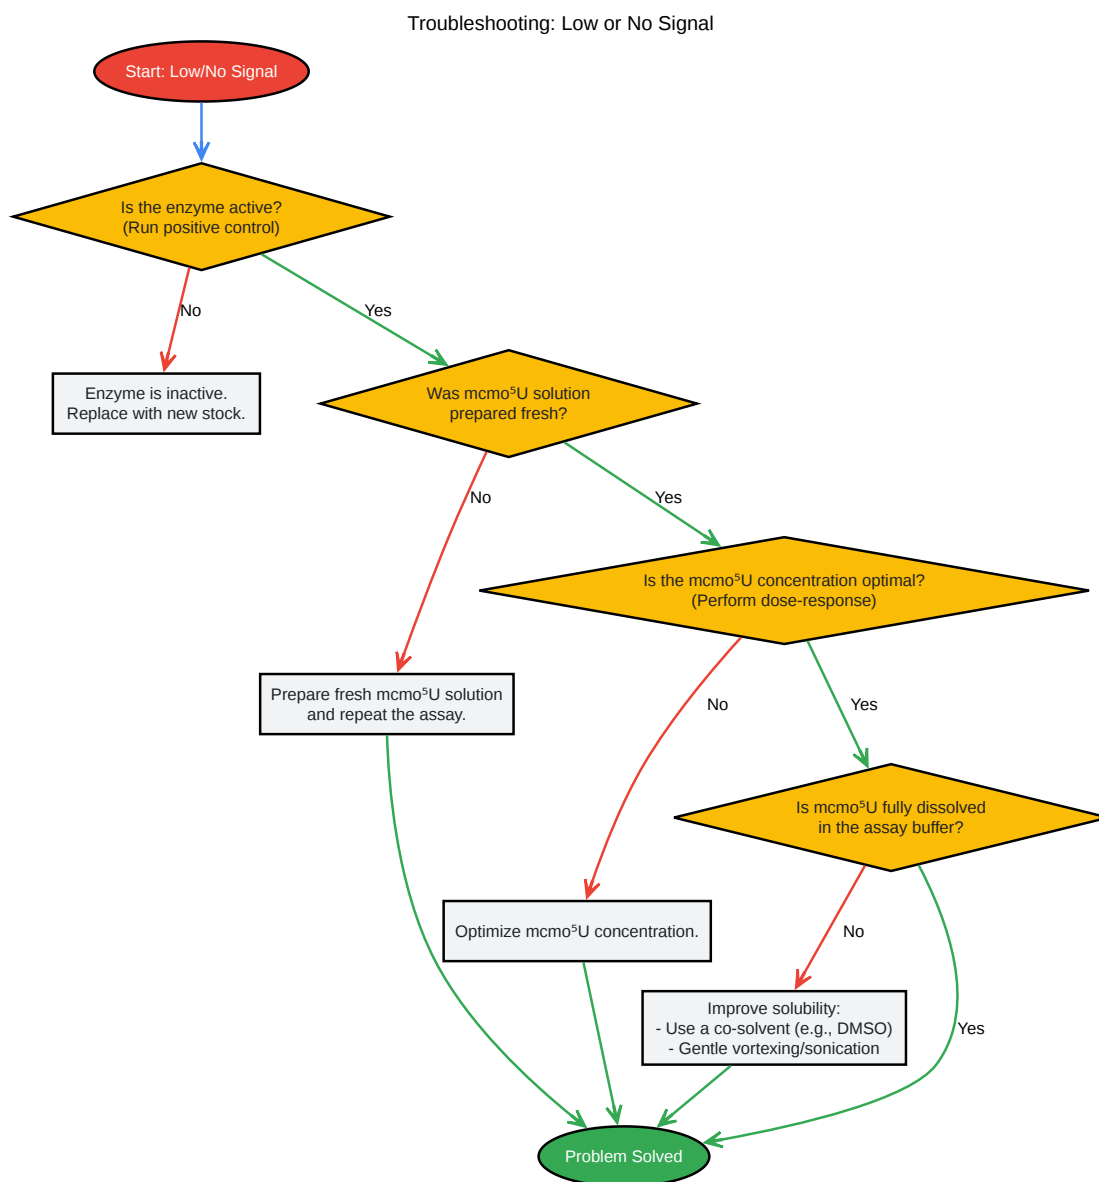 Troubleshooting: Low or No Signal
Start: Low/No Signal
Is the enzyme active?
(Run positive control)
No
Yes
Enzyme is inactive.
Replace with new stock.
Was mcmo⁵U solution
prepared fresh?
No
Yes
Is the mcmo⁵U concentration optimal?
(Perform dose-response)
Prepare fresh mcmo⁵U solution
and repeat the assay.
No
Yes
Is mcmo⁵U fully dissolved
in the assay buffer?
Optimize mcmo⁵U concentration.
No
Improve solubility:
- Use a co-solvent (e.g., DMSO)
- Gentle vortexing/sonication
Yes
Problem Solved